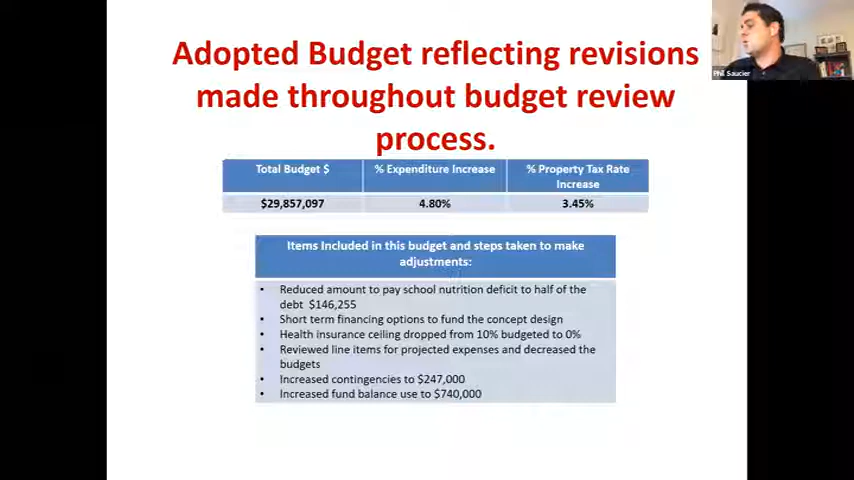 Adopted Budget reflecting revisions
made throughout budget review
process.
Phil Saucier
Total Budget $ % Expenditure Increase % Property Tax Rate
Increase
$29,857,097 4.80% 3.45%
Items Included in this budget and steps taken to make
adjustments:
• Reduced amount to pay school nutrition deficit to half of the
debt $146,255
• Short term financing options to fund the concept design
• Health insurance ceiling dropped from 10% budgeted to 0%
• Reviewed line items for projected expenses and decreased the
budgets
• Increased contingencies to $247,000
• Increased fund balance use to $740,000